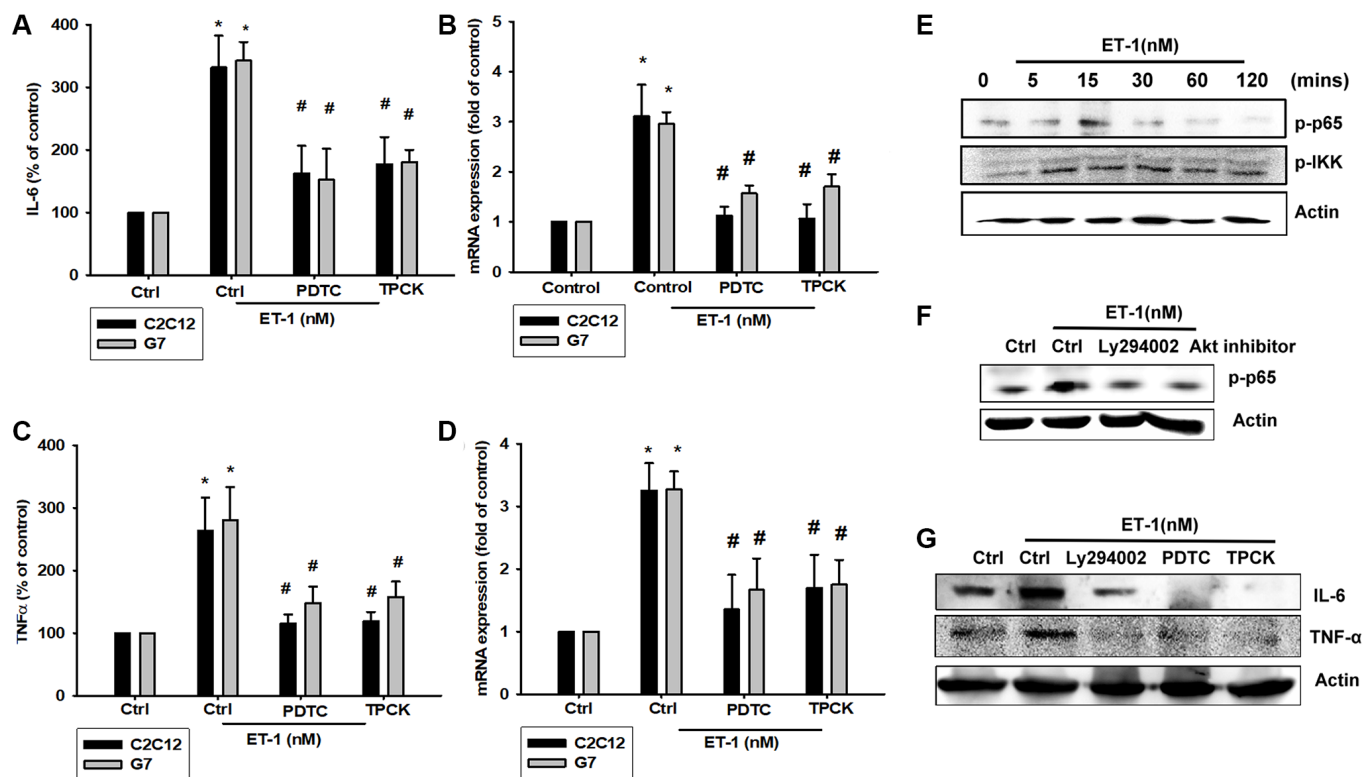 A
IL-6 (% of control)
400
300
200
100
0
*
*
#
#
#
#
Ctrl
Ctrl
PDTC
TPCK
ET-1 (nM)
C2C12
G7
B
mRNA expression (fold of control)
5
4
3
2
1
0
*
*
#
#
#
#
Control
Control
PDTC
TPCK
ET-1 (nM)
C2C12
G7
C
TNFα (% of control)
400
300
200
100
0
*
*
#
#
#
#
Ctrl
Ctrl
PDTC
TPCK
ET-1 (nM)
C2C12
G7
D
mRNA expression (fold of control)
4
3
2
1
0
*
*
#
#
#
#
Ctrl
Ctrl
PDTC
TPCK
ET-1 (nM)
C2C12
G7
E
ET-1(nM)
0 5 15 30 60 120 (mins)
p-p65
p-IKK
Actin
F
ET-1(nM)
Ctrl Ctrl Ly294002 Akt inhibitor
p-p65
Actin
G
ET-1(nM)
Ctrl Ctrl Ly294002 PDTC TPCK
IL-6
TNF-α
Actin